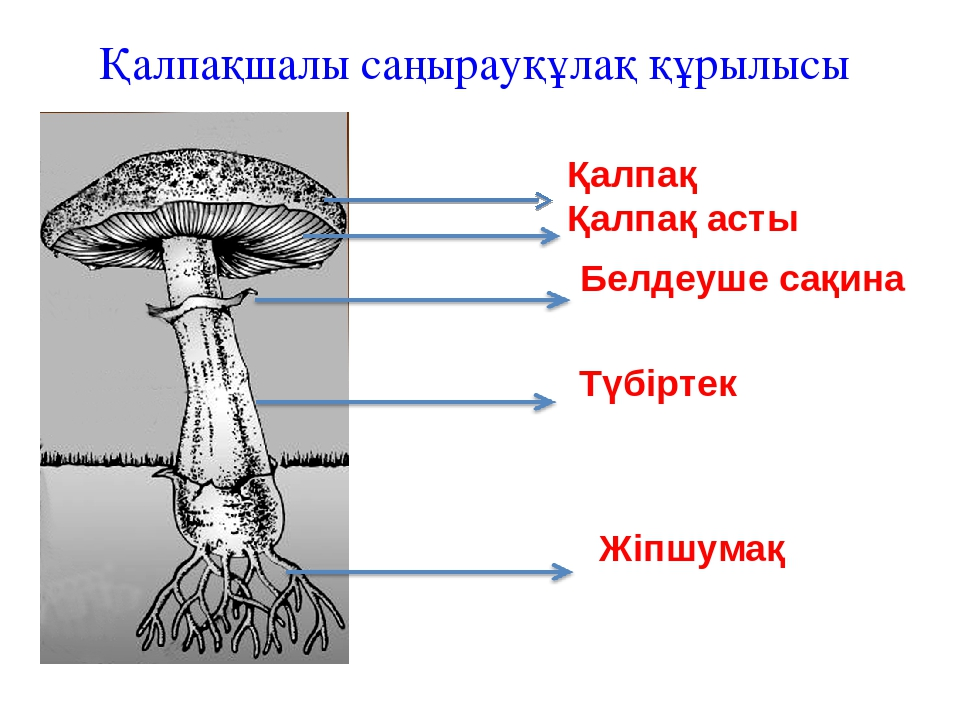 Қалпақшалы саңырауқұлақ құрылысы
Қалпақ
Қалпақ асты
Белдеуше сақина
Түбіртек
Жіпшумақ